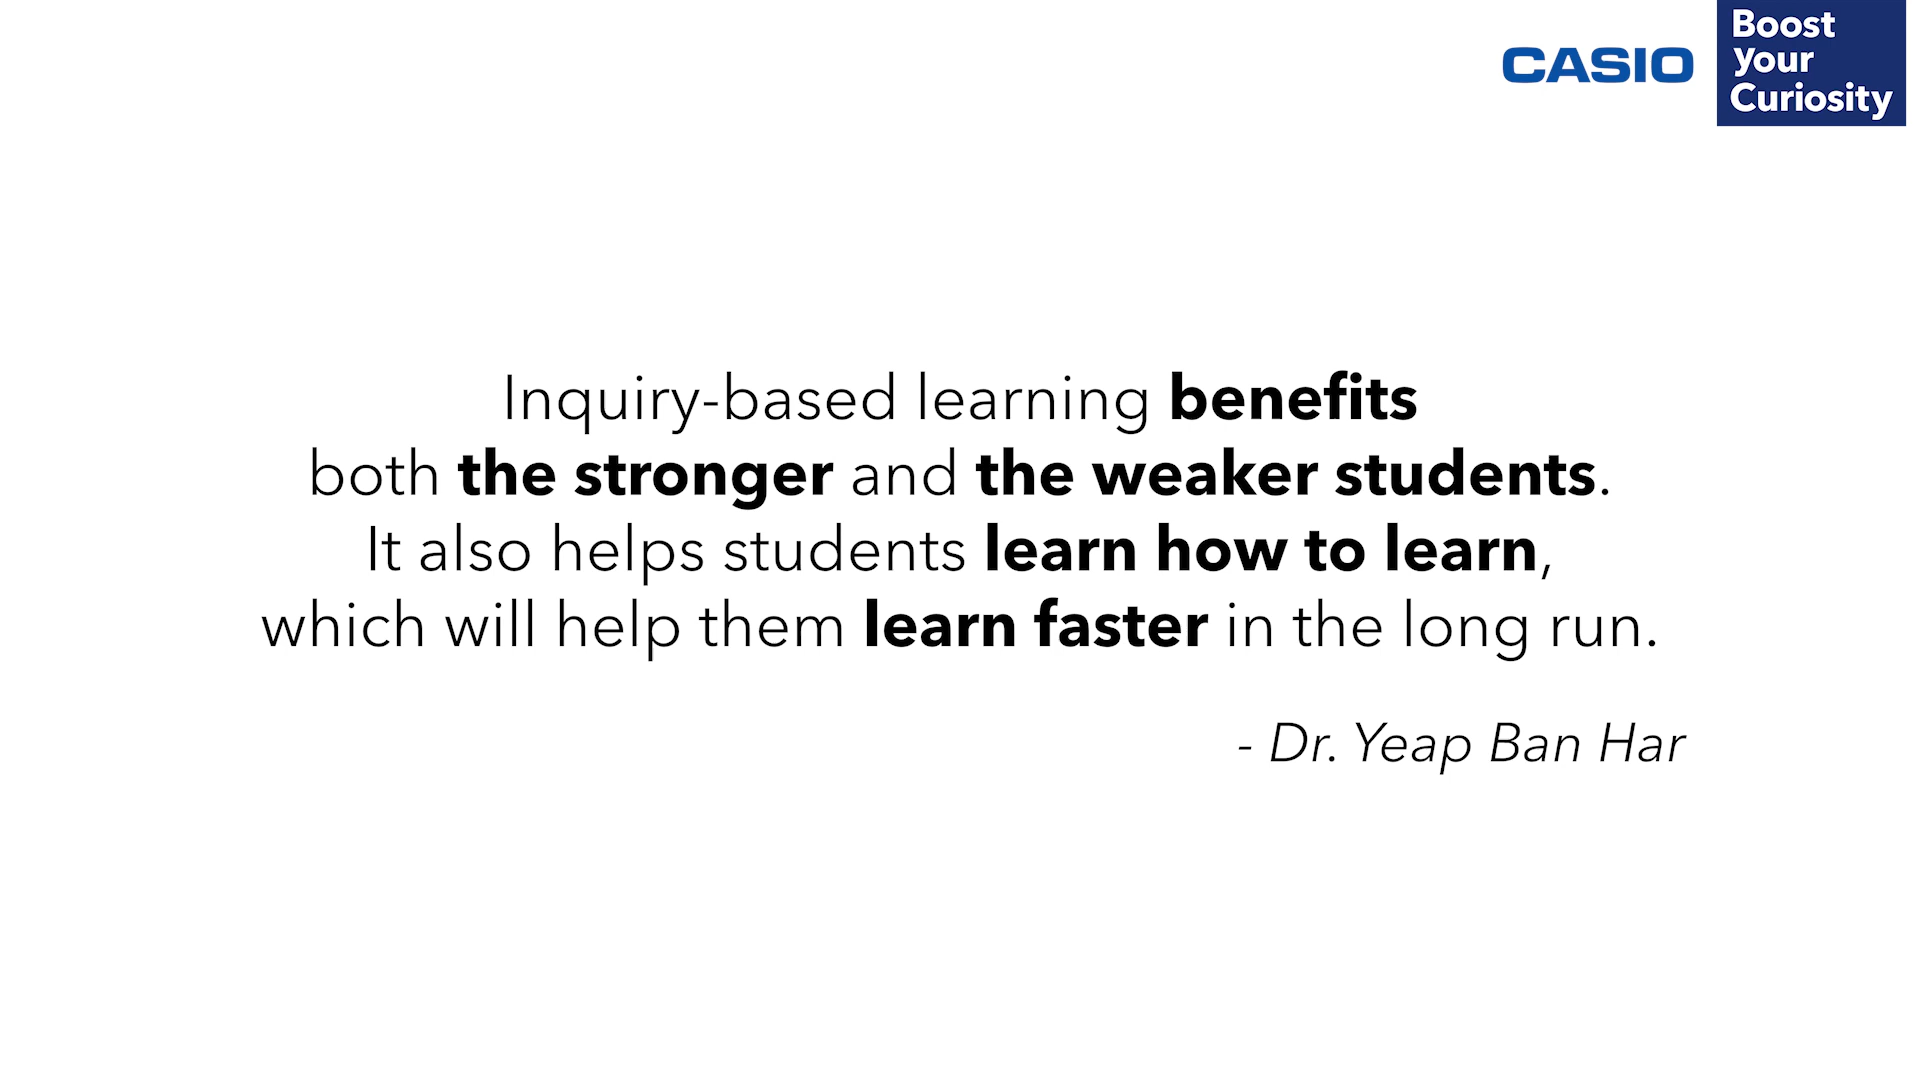 CASIO
Boost
Your
Curiosity
Inquiry-based learning benefits
both the stronger and the weaker students.
It also helps students learn how to learn,
which will help them learn faster in the long run.
- Dr. Yeap Ban Har